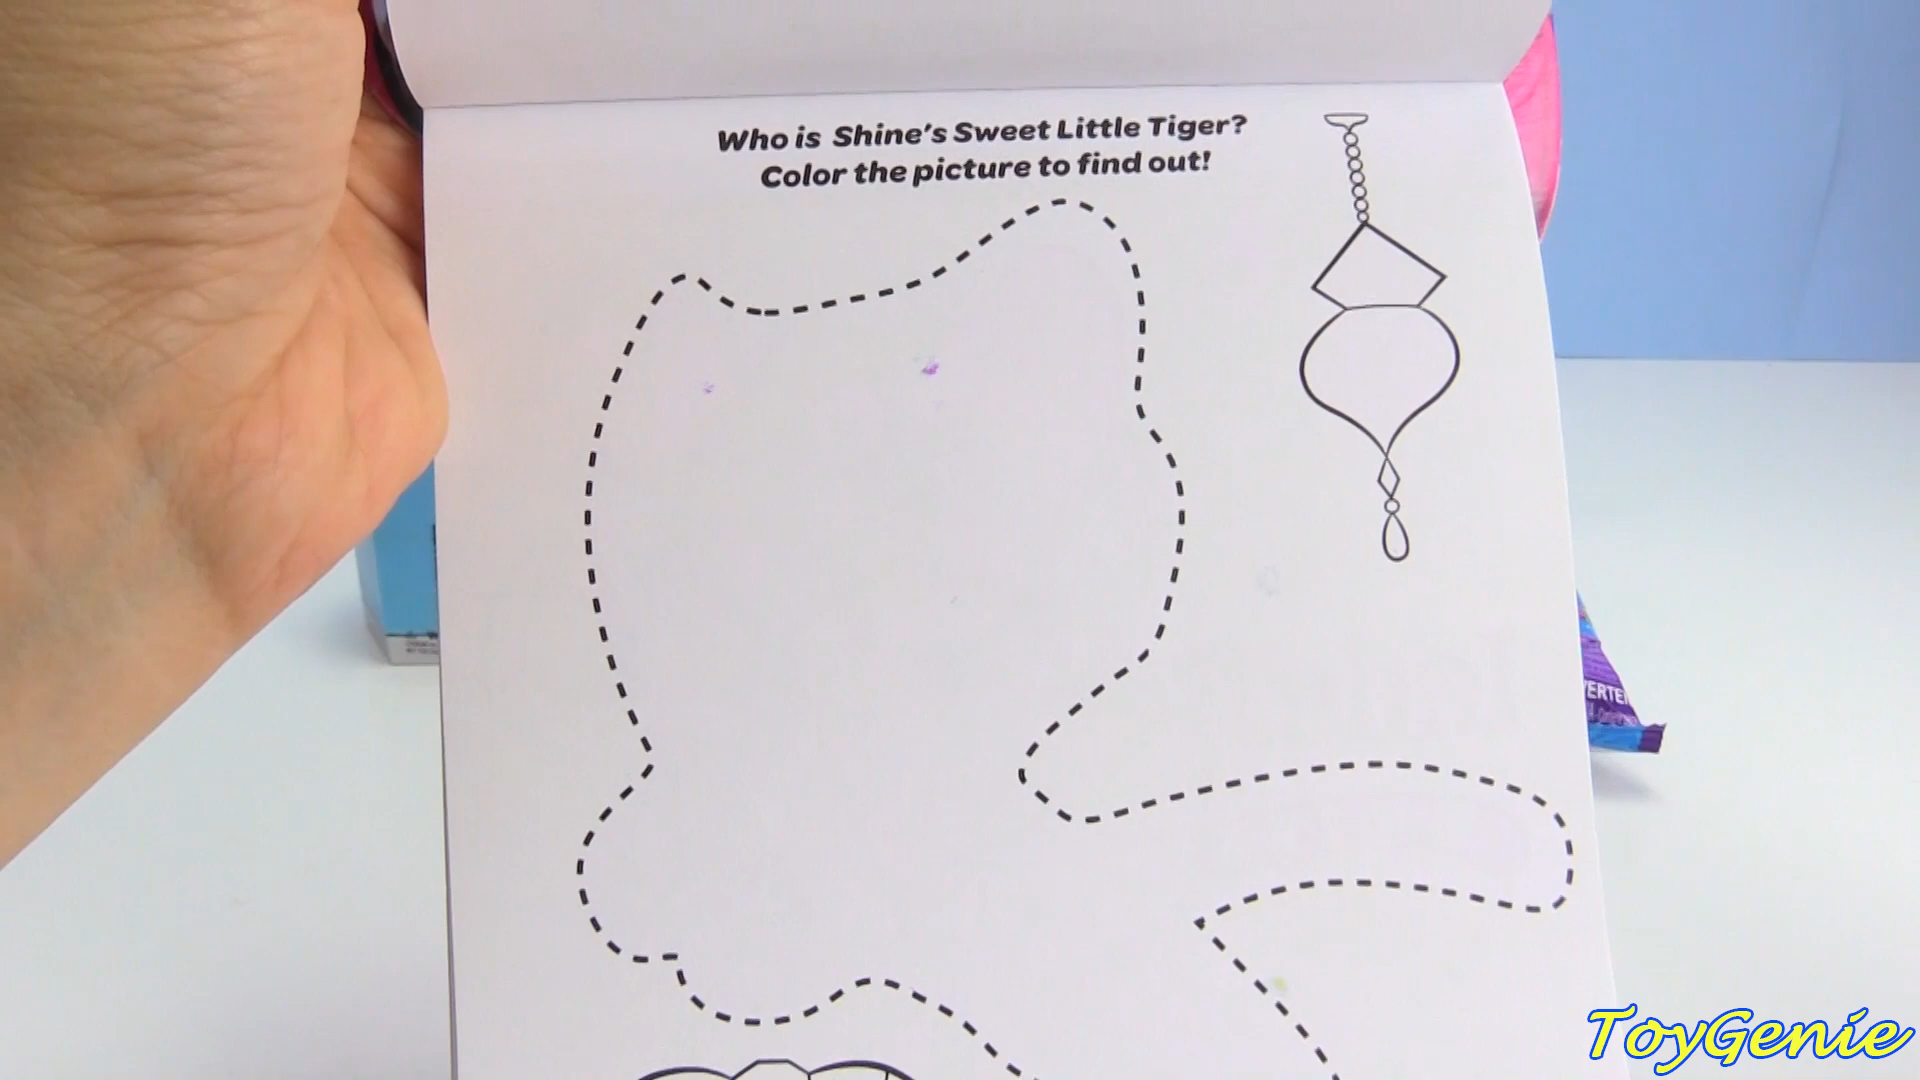 Who is Shine's Sweet Little Tiger?
Color the picture to find out!
ToyGenie